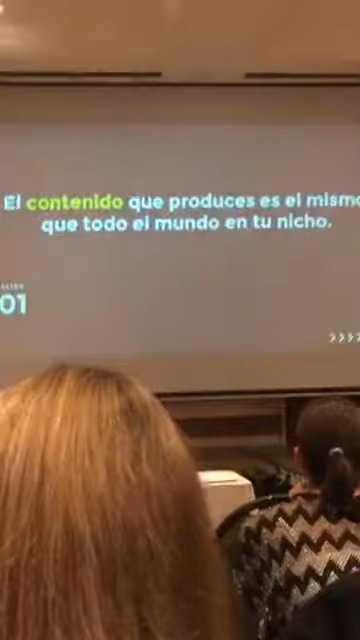 El contenido que produces es el mismo
que todo el mundo en tu nicho.
01
>>>>